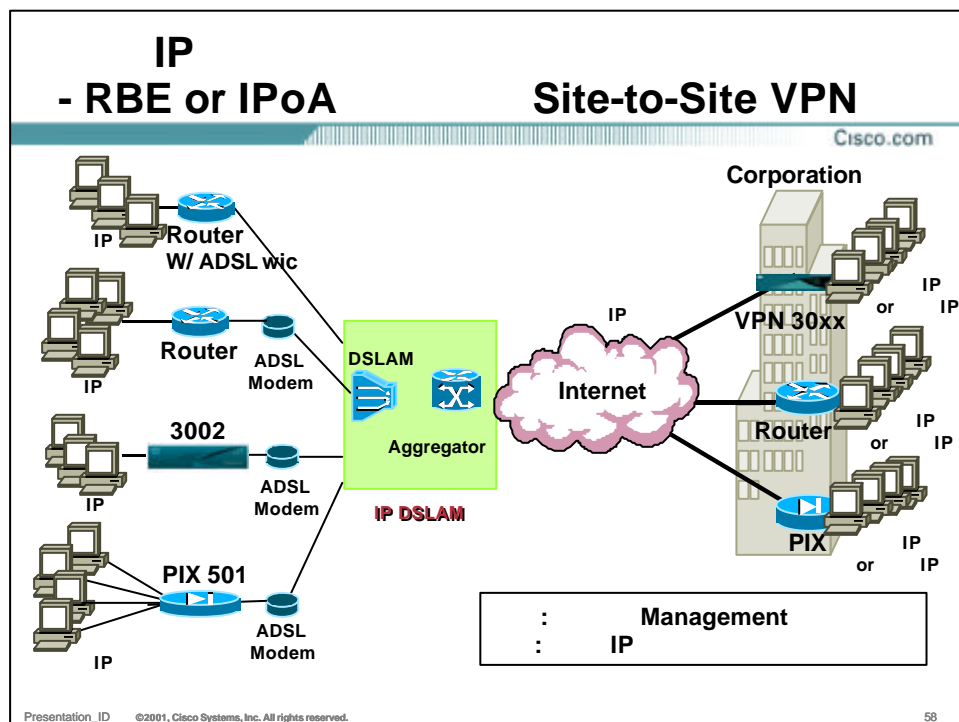 IP
- RBE or IPoA Site-to-Site VPN
Cisco.com
Corporation
IP
Router
W/ ADSL wic
IP
or IP
VPN 30xx
IP
Router
ADSL
Modem
IP
DSLAM
Aggregator
Internet
IP
Router
or IP
3002
ADSL
Modem
IP
IP DSLAM
PIX
IP
or IP
PIX 501
ADSL
Modem
IP
: Management
: IP
Presentation_ID ©2001, Cisco Systems, Inc. All rights reserved. 58